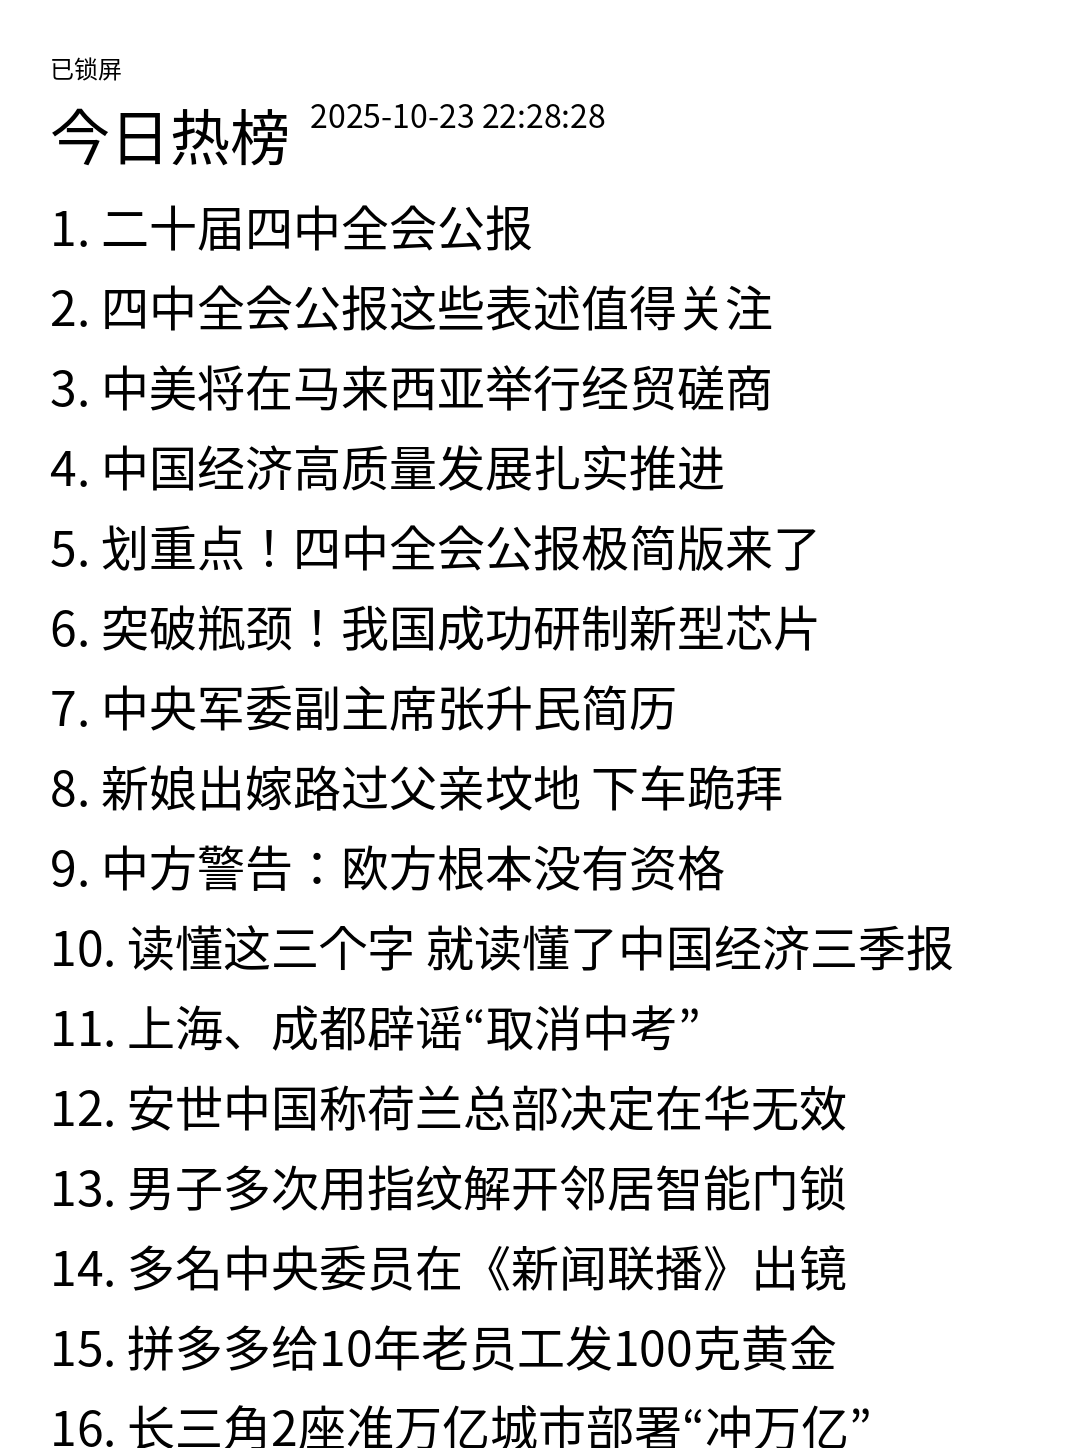 已锁屏
今日热榜 2025-10-23 22:28:28
1. 二十届四中全会公报
2. 四中全会公报这些表述值得关注
3. 中美将在马来西亚举行经贸磋商
4. 中国经济高质量发展扎实推进
5. 划重点！四中全会公报极简版来了
6. 突破瓶颈！我国成功研制新型芯片
7. 中央军委副主席张升民简历
8. 新娘出嫁路过父亲坟地 下车跪拜
9. 中方警告：欧方根本没有资格
10. 读懂这三个字 就读懂了中国经济三季报
11. 上海、成都辟谣“取消中考”
12. 安世中国称荷兰总部决定在华无效
13. 男子多次用指纹解开邻居智能门锁
14. 多名中央委员在《新闻联播》出镜
15. 拼多多给10年老员工发100克黄金
16. 长三角2座准万亿城市部署“冲万亿”